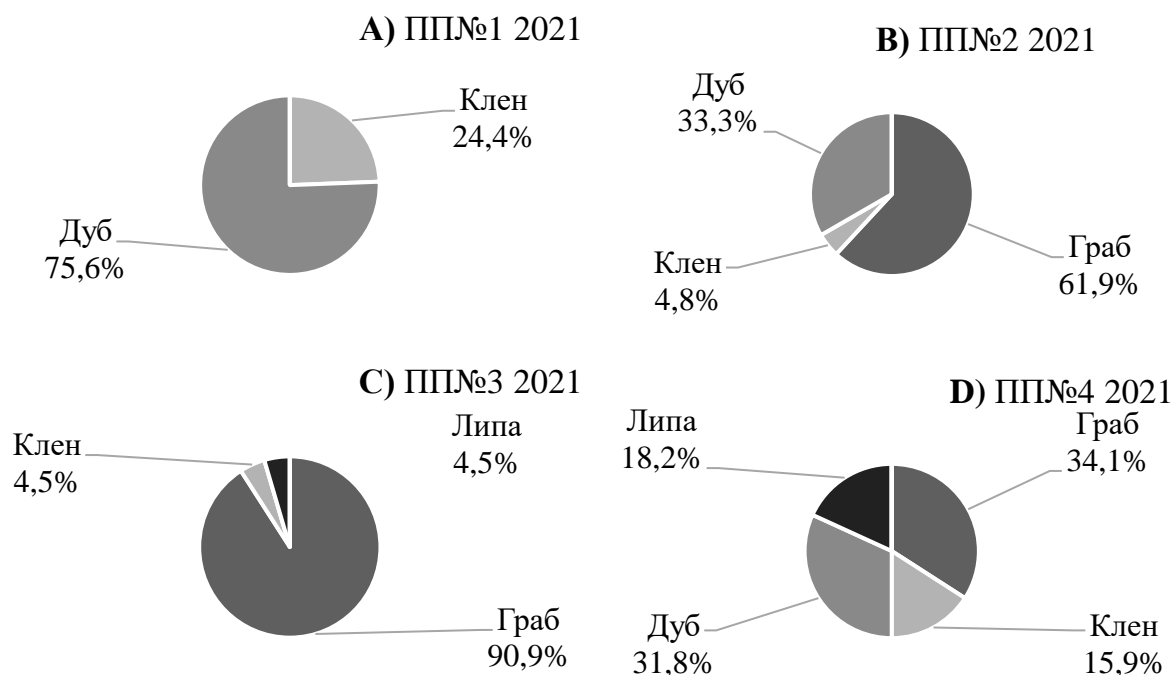 A) ПП№1 2021
Клен
24,4%
Дуб
75,6%
B) ПП№2 2021
Дуб
33,3%
Клен
4,8%
Граб
61,9%
C) ПП№3 2021
Клен
4,5%
Липа
4,5%
Граб
90,9%
D) ПП№4 2021
Липа
18,2%
Граб
34,1%
Дуб
31,8%
Клен
15,9%